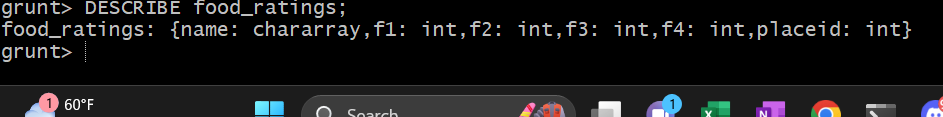 grunt> DESCRIBE food_ratings;
food_ratings: {name: chararray,f1: int,f2: int,f3: int,f4: int,placeid: int}
grunt>
1
60°F
Search
1